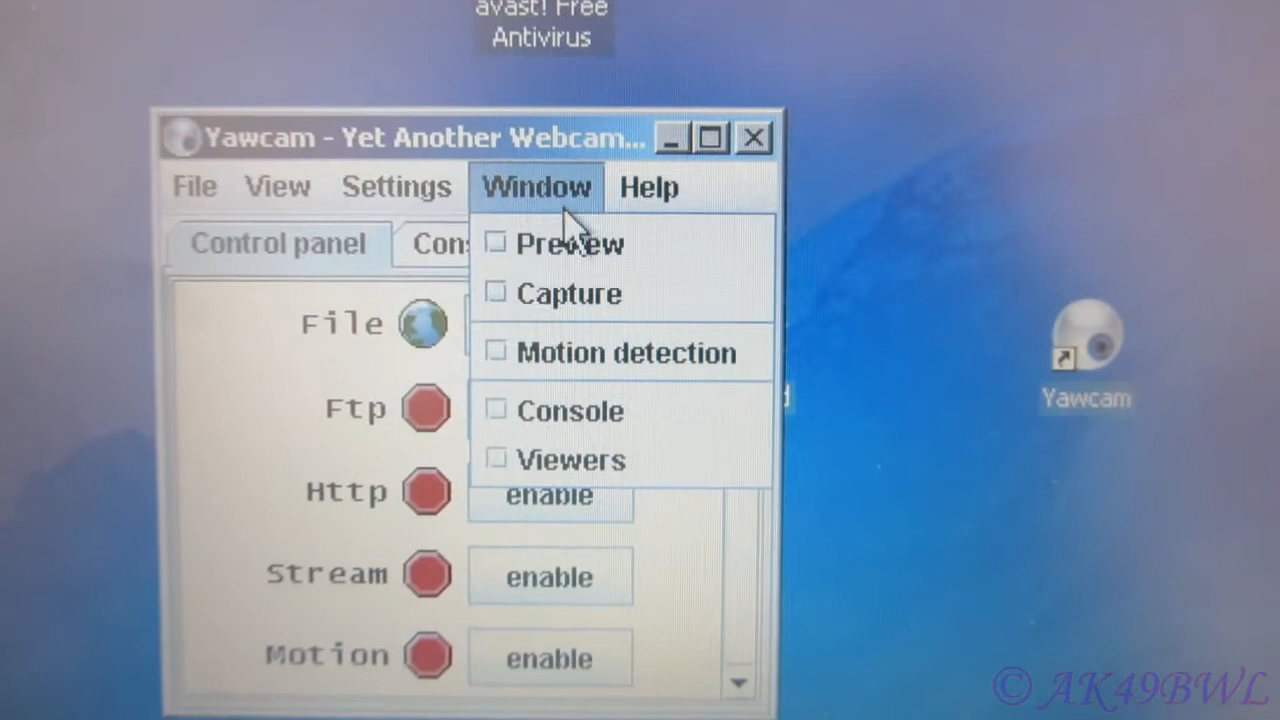 avast! Free
Antivirus
Yawcam - Yet Another Webcam...
File View Settings Window Help
Control panel
Preview
Capture
Motion detection
Console
Viewers
File
Ftp
Http enable
Stream enable
Motion enable
Yawcam
© AK49BWL